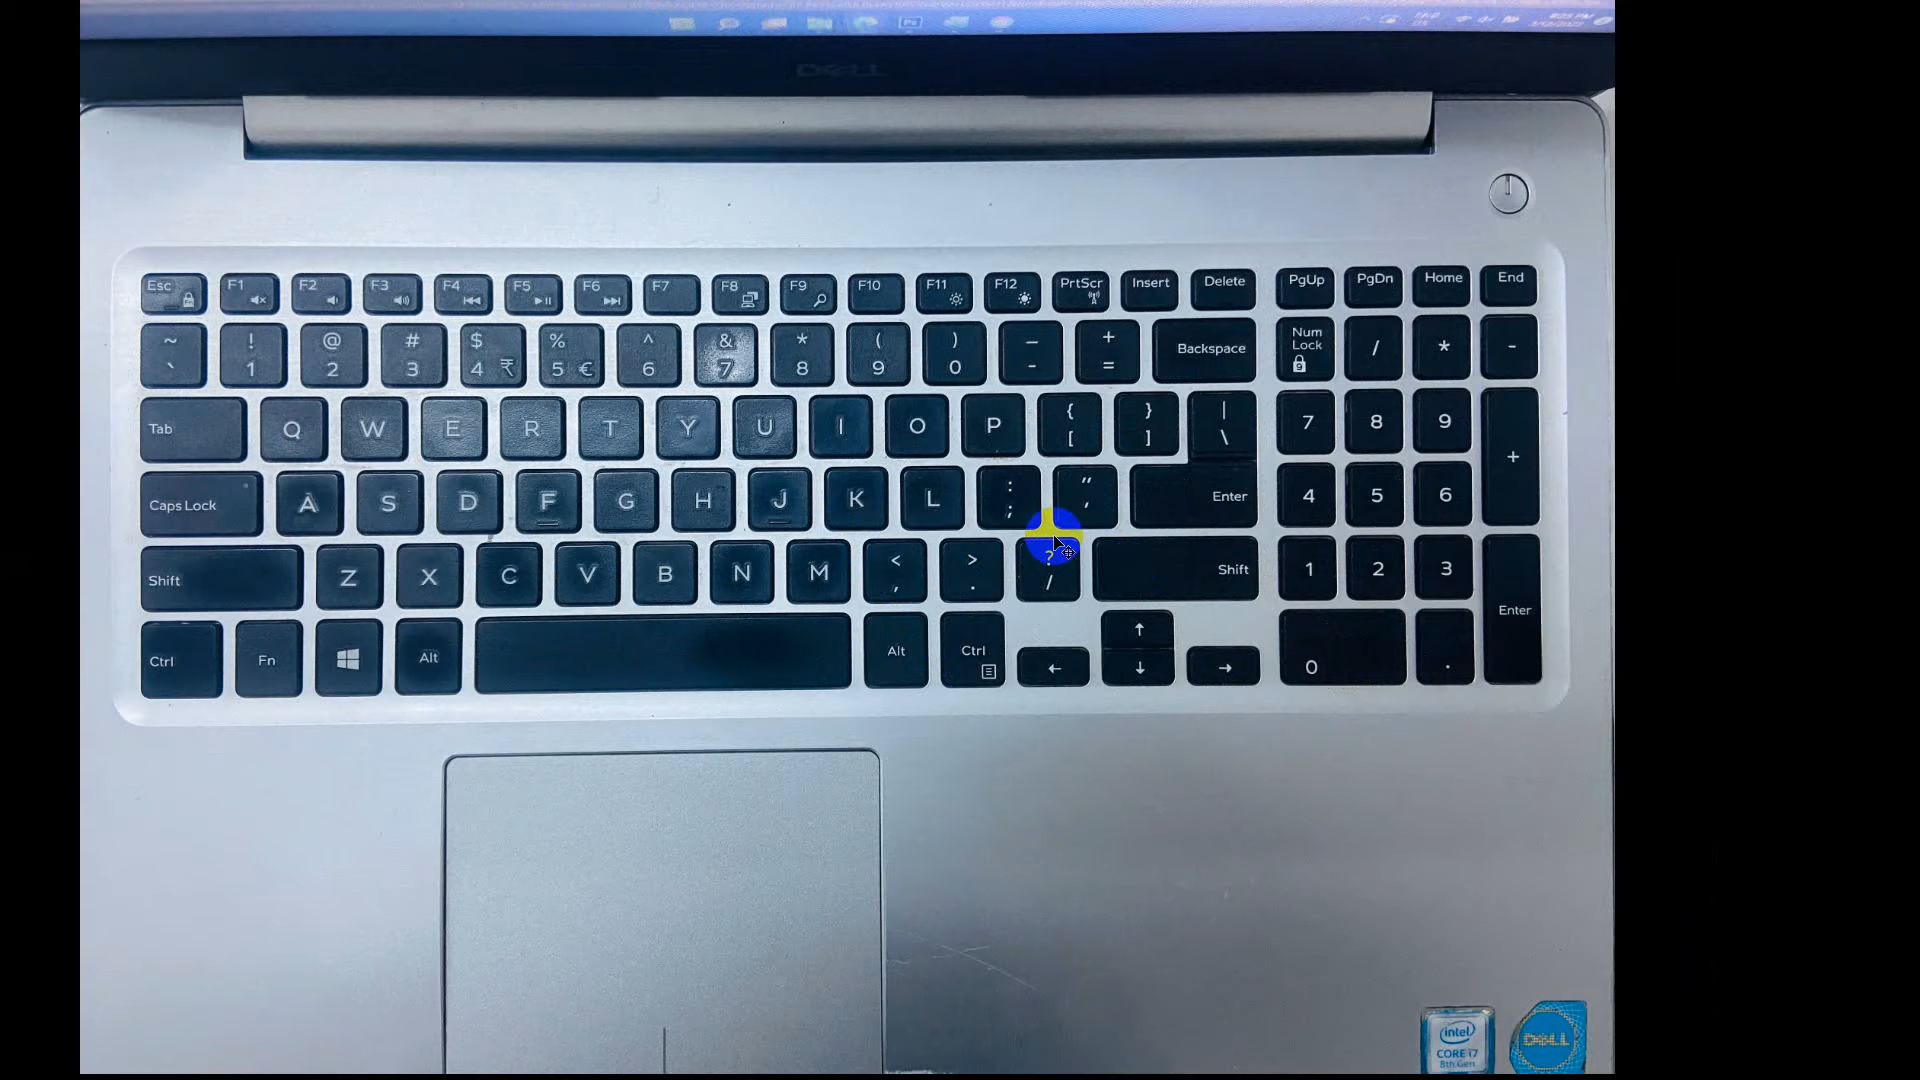 DELL
Esc F1 F2 F3 F4 F5 F6 F7 F8 F9 F10 F11 F12 PrtScr Insert Delete PgUp PgDn Home End
~ ! @ # $ % ^ & * ( ) _ + Backspace Num Lock / * -
` 1 2 3 4 ₹ 5 € 6 7 8 9 0 - =
Tab Q W E R T Y U I O P { [ } ] | \ 7 8 9 +
Caps Lock A S D F G H J K L : ; " ' Enter 4 5 6
Shift Z X C V B N M < , > . ? / Shift 1 2 3 Enter
Ctrl Fn Alt Alt Ctrl ← ↑ ↓ → 0 .
intel
CORE i7
8th Gen
DELL